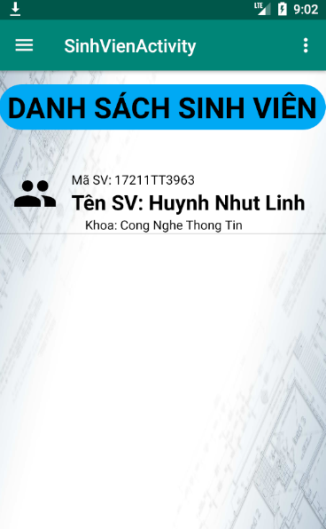 LTE 9:02
SinhVienActivity
DANH SÁCH SINH VIÊN
Mã SV: 17211TT3963
Tên SV: Huynh Nhut Linh
Khoa: Cong Nghe Thong Tin